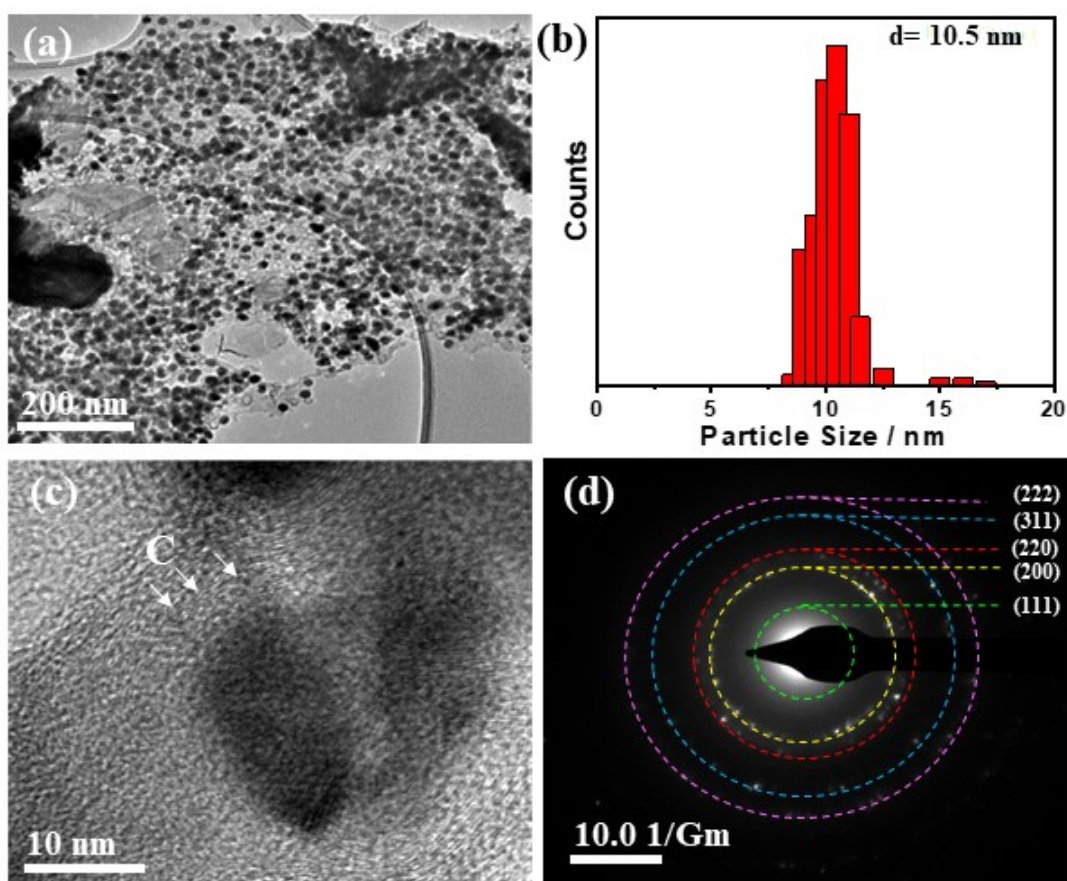 (a)
200 nm
(b)
d= 10.5 nm
Counts
0 5 10 15 20
Particle Size / nm
(c)
C
10 nm
(d)
(222)
(311)
(220)
(200)
(111)
10.0 1/Gm